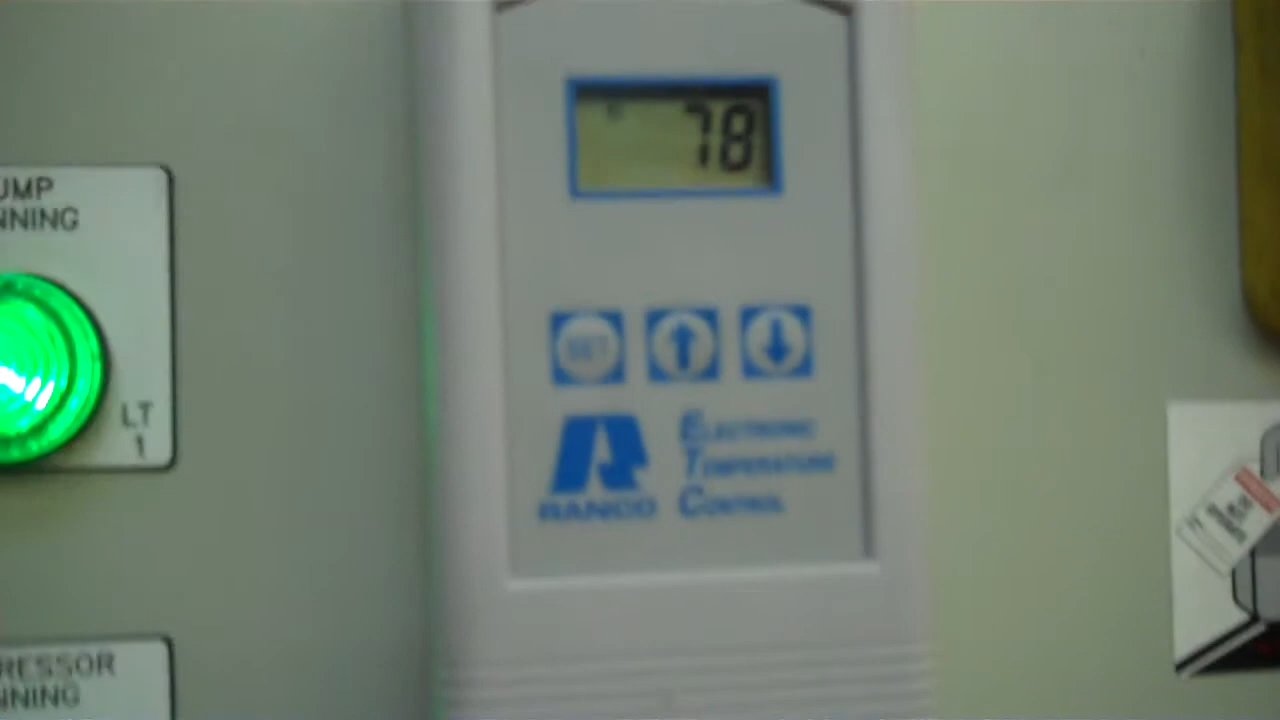 UMP
NNING
LT
1
78
SET
RANCO
ELECTRONIC
TEMPERATURE
CONTROL
RESSOR
NNING